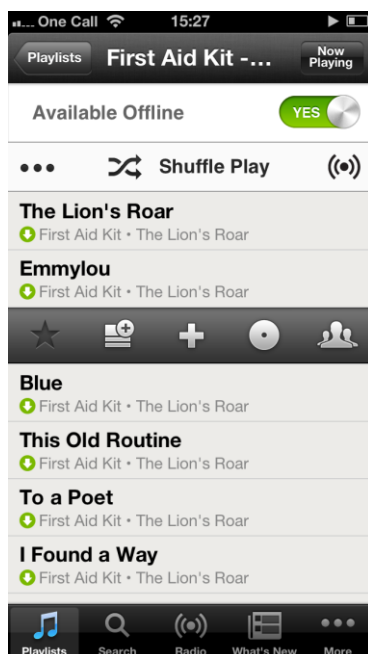 .... One Call 15:27
Playlists First Aid Kit -... Now Playing
Available Offline YES
••• Shuffle Play
The Lion's Roar
First Aid Kit • The Lion's Roar
Emmylou
First Aid Kit • The Lion's Roar
Blue
First Aid Kit • The Lion's Roar
This Old Routine
First Aid Kit • The Lion's Roar
To a Poet
First Aid Kit • The Lion's Roar
I Found a Way
First Aid Kit • The Lion's Roar
Playlists Search Radio What's New More